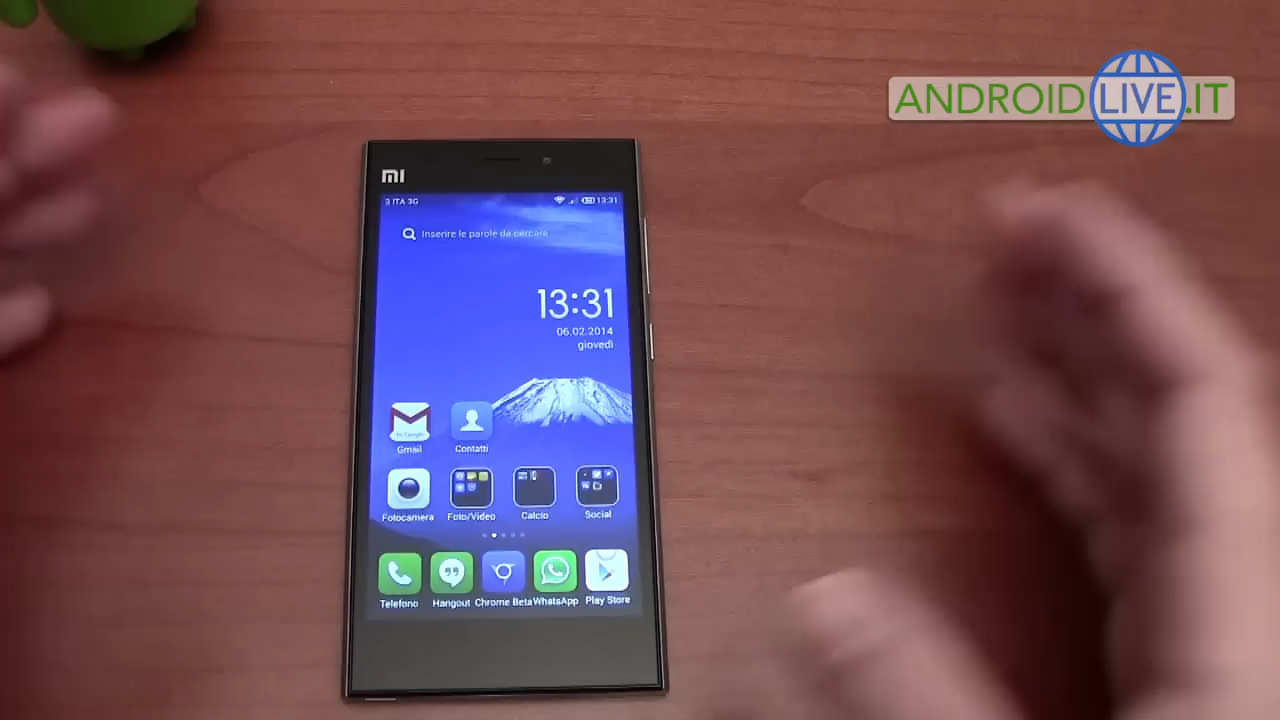 ANDROIDLIVE.IT
mi
3 ITA 3G
13:31
Inserire le parole da cercare
13:31
06.02.2014
giovedì
Gmail
Contatti
Fotocamera
Foto/Video
Calcio
Social
Telefono
Hangout
Chrome Beta
WhatsApp
Play Store